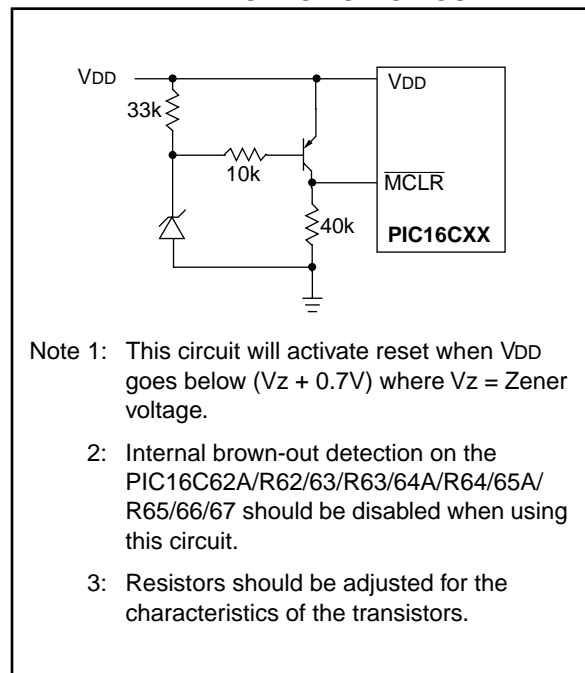 VDD
VDD
33k
10k
MCLR
40k
PIC16CXX
Note 1: This circuit will activate reset when VDD
goes below (Vz + 0.7V) where Vz = Zener
voltage.
2: Internal brown-out detection on the
PIC16C62A/R62/63/R63/64A/R64/65A/
R65/66/67 should be disabled when using
this circuit.
3: Resistors should be adjusted for the
characteristics of the transistors.